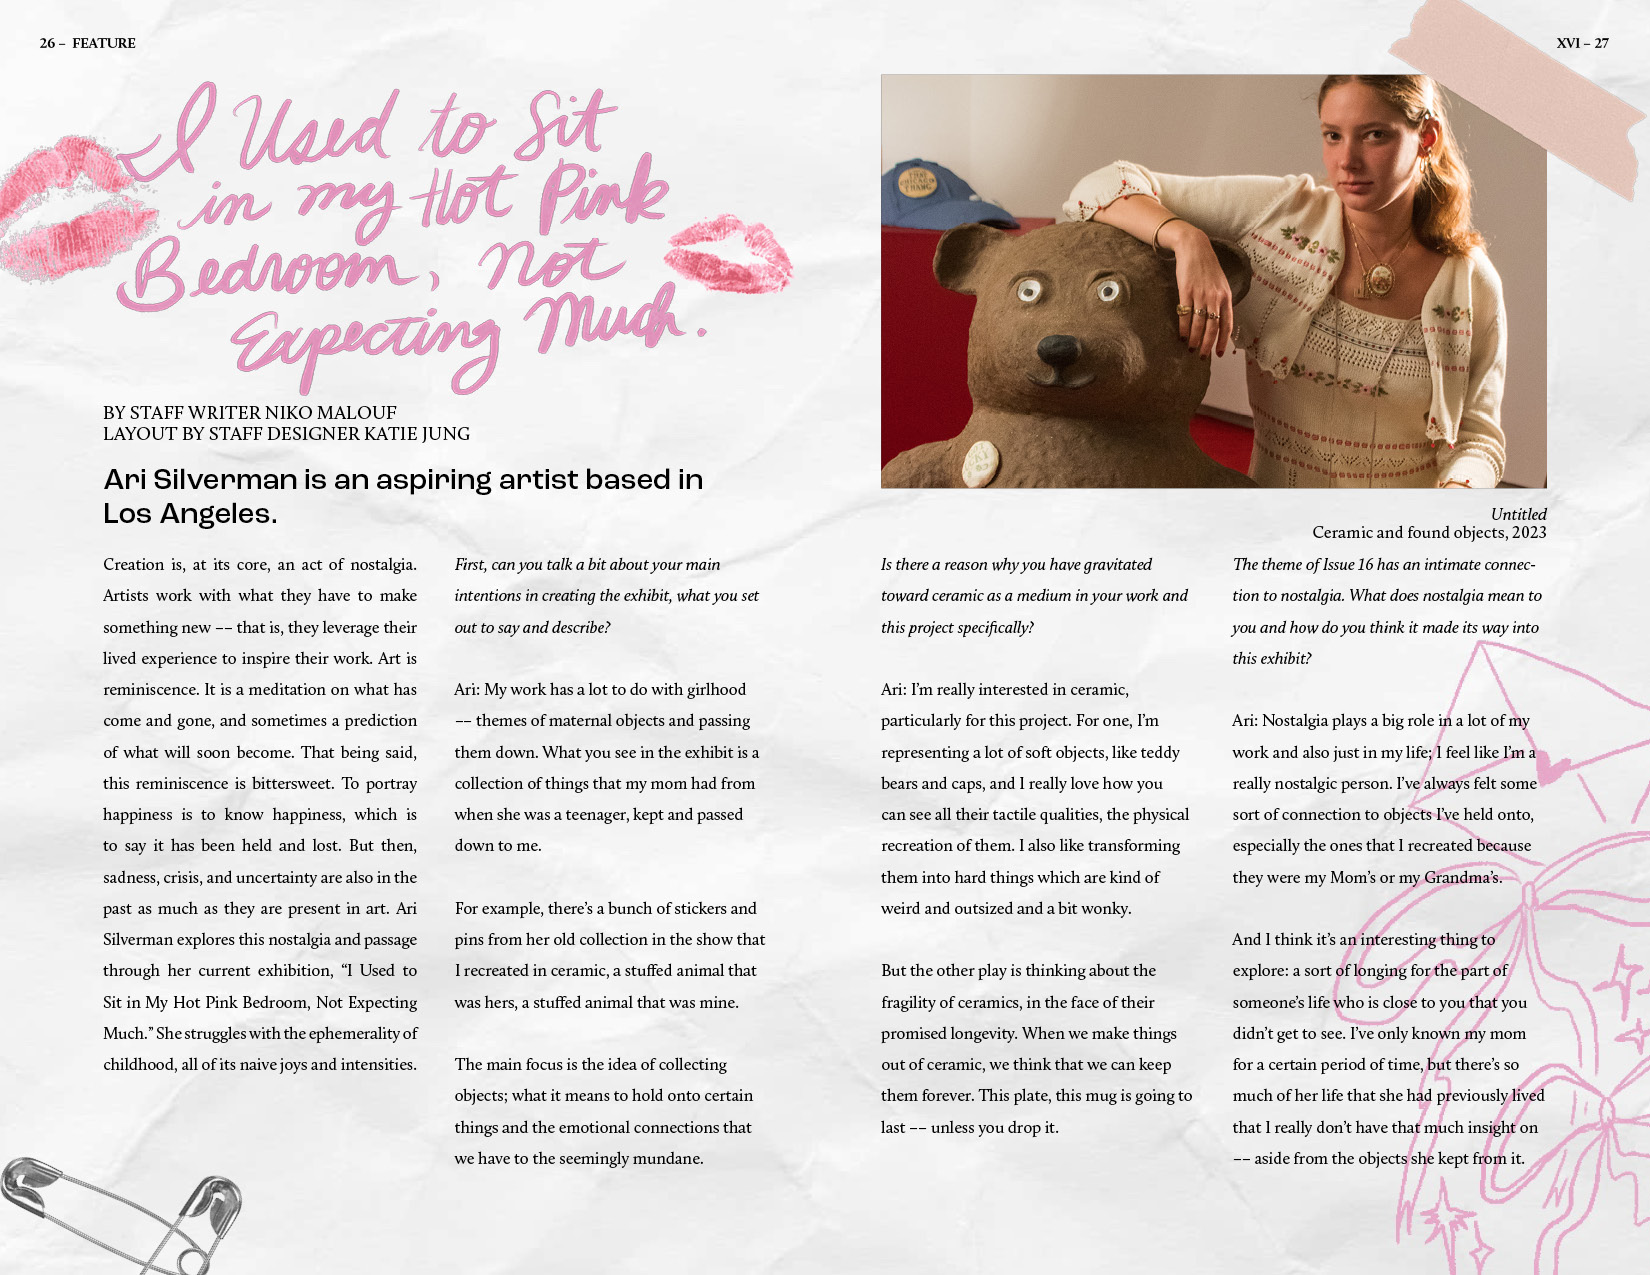 26 – FEATURE
XVI – 27
I Used to Sit
in my Hot Pink
Bedroom, Not
Expecting Much.
BY STAFF WRITER NIKO MALOUF
LAYOUT BY STAFF DESIGNER KATIE JUNG
Ari Silverman is an aspiring artist based in
Los Angeles.
Creation is, at its core, an act of nostalgia.
Artists work with what they have to make
something new –– that is, they leverage their
lived experience to inspire their work. Art is
reminiscence. It is a meditation on what has
come and gone, and sometimes a prediction
of what will soon become. That being said,
this reminiscence is bittersweet. To portray
happiness is to know happiness, which is
to say it has been held and lost. But then,
sadness, crisis, and uncertainty are also in the
past as much as they are present in art. Ari
Silverman explores this nostalgia and passage
through her current exhibition, “I Used to
Sit in My Hot Pink Bedroom, Not Expecting
Much.” She struggles with the ephemerality of
childhood, all of its naive joys and intensities.
First, can you talk a bit about your main
intentions in creating the exhibit, what you set
out to say and describe?
Ari: My work has a lot to do with girlhood
–– themes of maternal objects and passing
them down. What you see in the exhibit is a
collection of things that my mom had from
when she was a teenager, kept and passed
down to me.
For example, there’s a bunch of stickers and
pins from her old collection in the show that
I recreated in ceramic, a stuffed animal that
was hers, a stuffed animal that was mine.
The main focus is the idea of collecting
objects; what it means to hold onto certain
things and the emotional connections that
we have to the seemingly mundane.
THAT
CHICAGO
THANG
Untitled
Ceramic and found objects, 2023
Is there a reason why you have gravitated
toward ceramic as a medium in your work and
this project specifically?
Ari: I’m really interested in ceramic,
particularly for this project. For one, I’m
representing a lot of soft objects, like teddy
bears and caps, and I really love how you
can see all their tactile qualities, the physical
recreation of them. I also like transforming
them into hard things which are kind of
weird and outsized and a bit wonky.
But the other play is thinking about the
fragility of ceramics, in the face of their
promised longevity. When we make things
out of ceramic, we think that we can keep
them forever. This plate, this mug is going to
last –– unless you drop it.
The theme of Issue 16 has an intimate connec-
tion to nostalgia. What does nostalgia mean to
you and how do you think it made its way into
this exhibit?
Ari: Nostalgia plays a big role in a lot of my
work and also just in my life; I feel like I’m a
really nostalgic person. I’ve always felt some
sort of connection to objects I’ve held onto,
especially the ones that I recreated because
they were my Mom’s or my Grandma’s.
And I think it’s an interesting thing to
explore: a sort of longing for the part of
someone’s life who is close to you that you
didn’t get to see. I’ve only known my mom
for a certain period of time, but there’s so
much of her life that she had previously lived
that I really don’t have that much insight on
–– aside from the objects she kept from it.